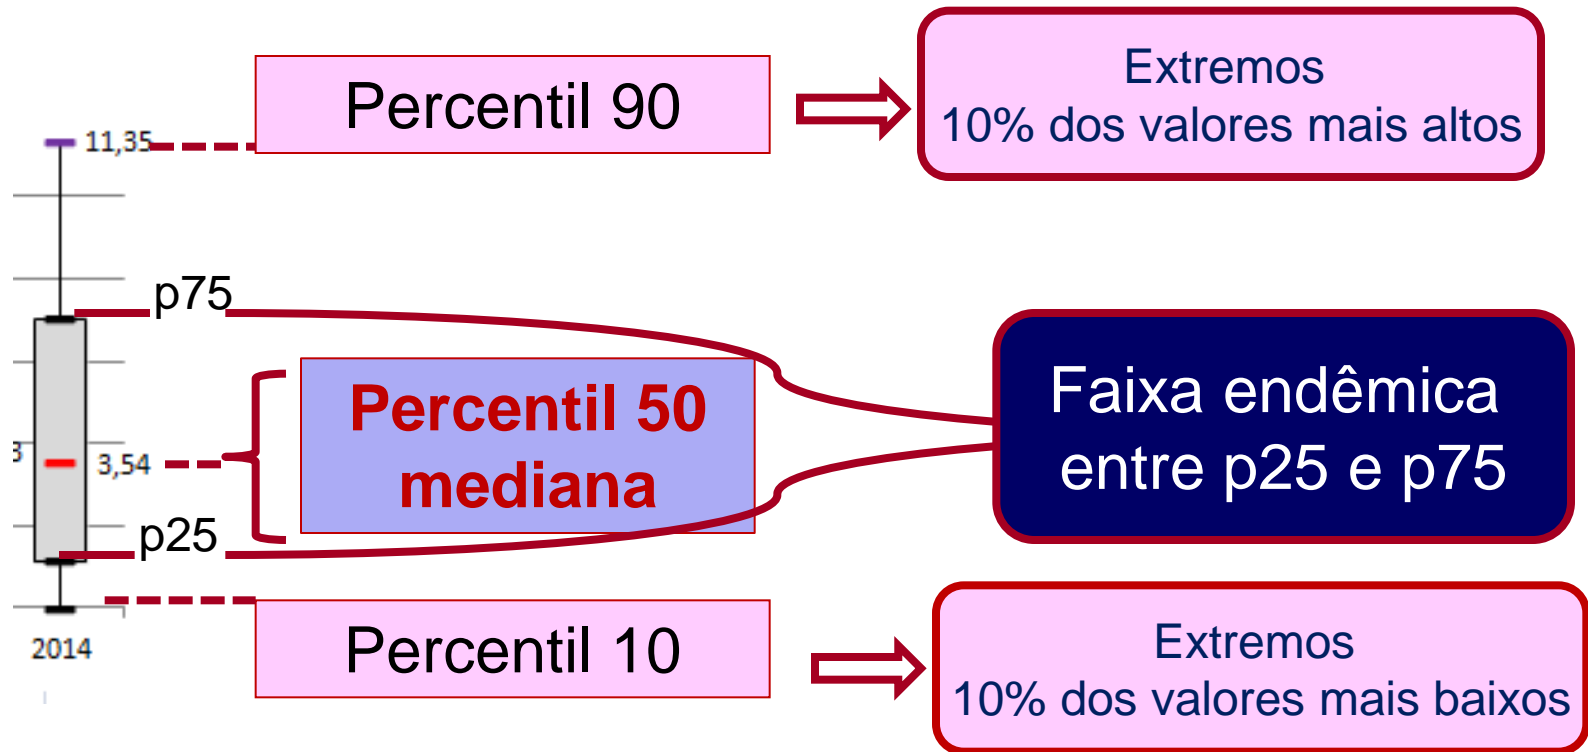 Percentil 90
Extremos
10% dos valores mais altos
11,35
p75
Percentil 50
mediana
Faixa endêmica
entre p25 e p75
3
3,54
p25
Percentil 10
Extremos
10% dos valores mais baixos
2014